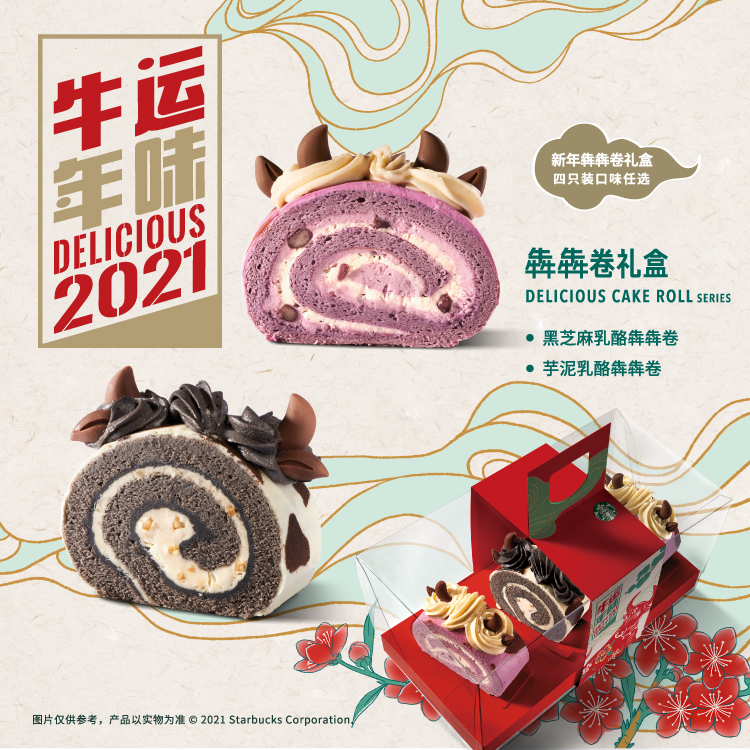 牛运
年味
DELICIOUS
2021
新年犇犇卷礼盒
四只装口味任选
犇犇卷礼盒
DELICIOUS CAKE ROLL SERIES
黑芝麻乳酪犇犇卷
芋泥乳酪犇犇卷
图片仅供参考，产品以实物为准 © 2021 Starbucks Corporation.